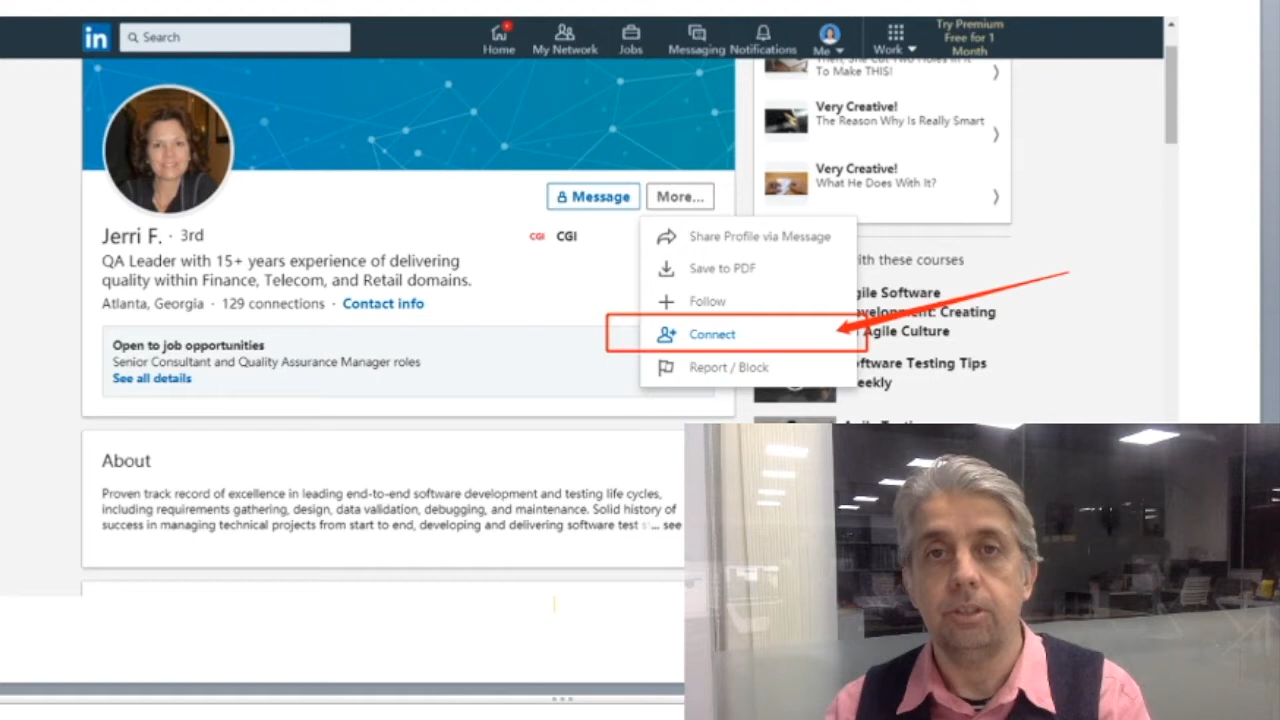 in
Search
Home
My Network
Jobs
Messaging
Notifications
Me
Work
Try Premium
Free for 1
Month
To Make THIS!
Very Creative!
The Reason Why Is Really Smart
Very Creative!
What He Does With It?
Message
More...
Jerri F. · 3rd
CGI CGI
QA Leader with 15+ years experience of delivering
quality within Finance, Telecom, and Retail domains.
Atlanta, Georgia · 129 connections · Contact info
Open to job opportunities
Senior Consultant and Quality Assurance Manager roles
See all details
Share Profile via Message
Save to PDF
Follow
Connect
Report / Block
ith these courses
gile Software
velopment: Creating
Agile Culture
ftware Testing Tips
eekly
About
Proven track record of excellence in leading end-to-end software development and testing life cycles,
including requirements gathering, design, data validation, debugging, and maintenance. Solid history of
success in managing technical projects from start to end, developing and delivering software test s... see